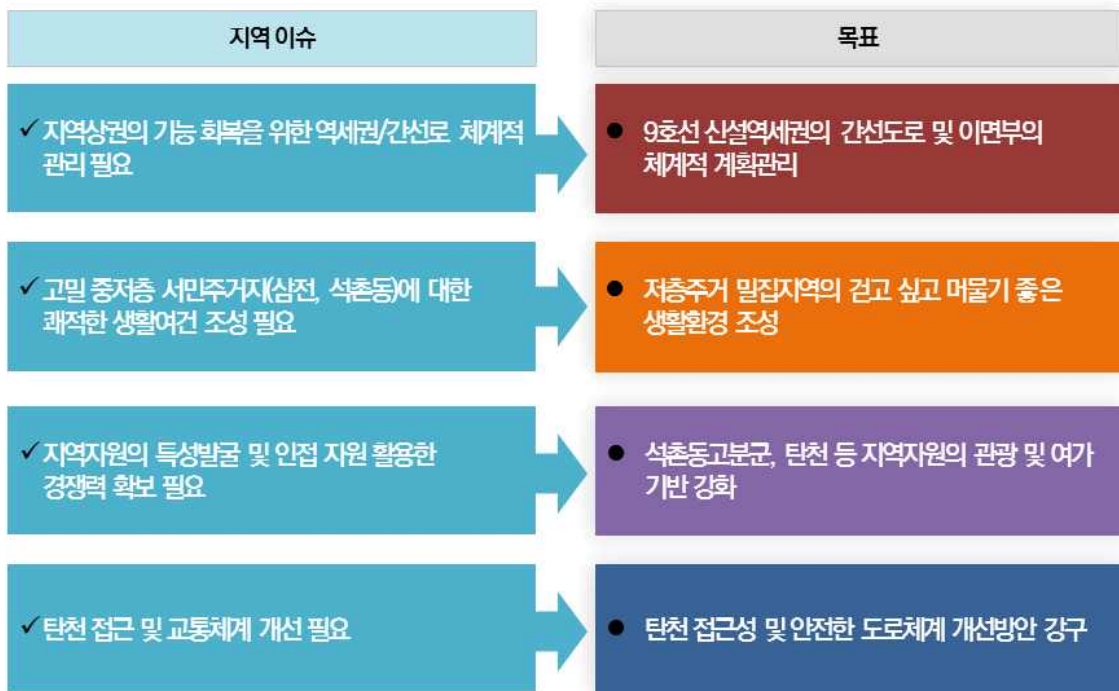 지역 이슈
목표
✓ 지역상권의 기능 회복을 위한 역세권/간선로 체계적
관리 필요
● 9호선 신설역세권의 간선도로 및 이면부의
체계적 계획관리
✓ 고밀 중저층 서민주거지(삼전, 석촌동)에 대한
쾌적한 생활여건 조성 필요
● 저층주거 밀집지역의 걷고 싶고 머물기 좋은
생활환경 조성
✓ 지역자원의 특성발굴 및 인접 자원 활용한
경쟁력 확보 필요
● 석촌동고분군, 탄천 등 지역자원의 관광 및 여가
기반 강화
✓ 탄천 접근 및 교통체계 개선 필요
● 탄천 접근성 및 안전한 도로체계 개선방안 강구